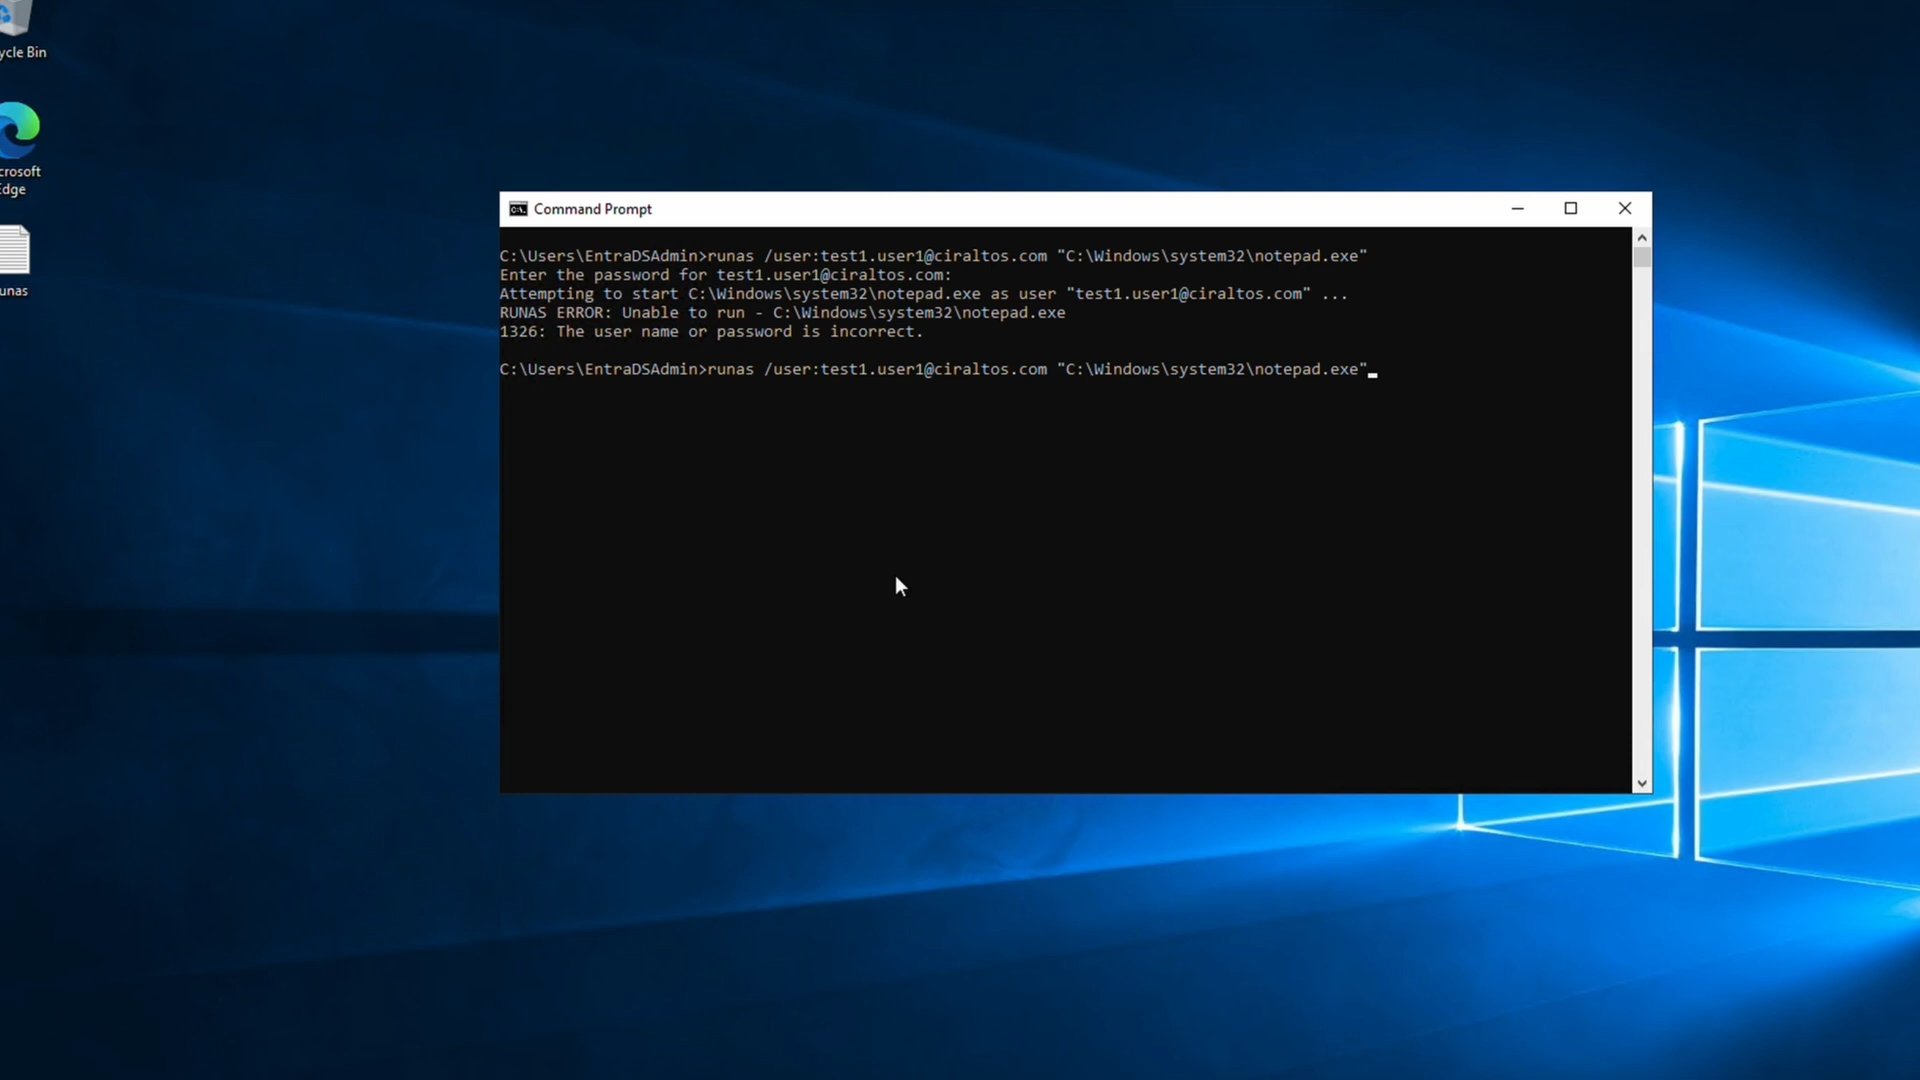 ycle Bin
crosoft
Edge
unas
Command Prompt
C:\Users\EntraDSAdmin>runas /user:test1.user1@ciraltos.com "C:\Windows\system32\notepad.exe"
Enter the password for test1.user1@ciraltos.com:
Attempting to start C:\Windows\system32\notepad.exe as user "test1.user1@ciraltos.com" ...
RUNAS ERROR: Unable to run - C:\Windows\system32\notepad.exe
1326: The user name or password is incorrect.
C:\Users\EntraDSAdmin>runas /user:test1.user1@ciraltos.com "C:\Windows\system32\notepad.exe"